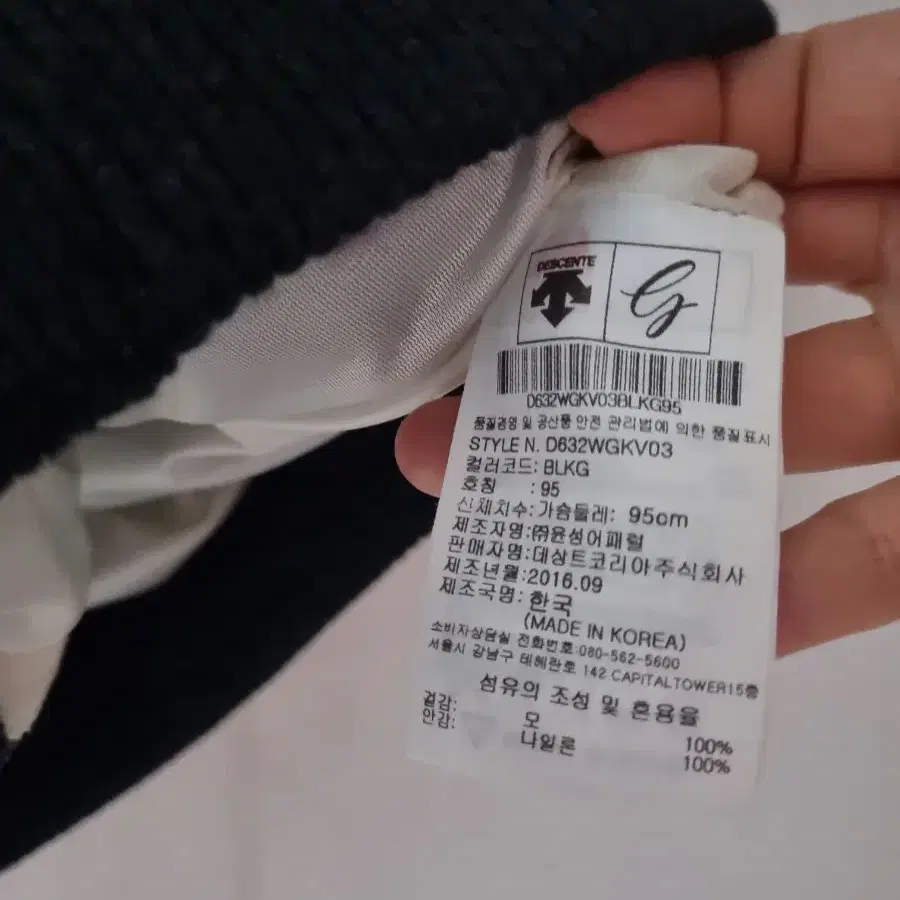 DESCENTE
G
D632WGKV03BLKG95
품질경영 및 공산품 안전 관리법에 의한 품질표시
STYLE N. D632WGKV03
컬러코드: BLKG
호칭 : 95
신체치수: 가슴둘레: 95cm
제조자명: ㈜윤성어패럴
판매자명: 데상트코리아주식회사
제조년월: 2016.09
제조국명: 한국
(MADE IN KOREA)
소비자상담실 전화번호:080-562-5600
서울시 강남구 테헤란로 142 CAPITALTOWER15층
섬유의 조성 및 혼용율
겉감: 모 100%
안감: 나일론 100%